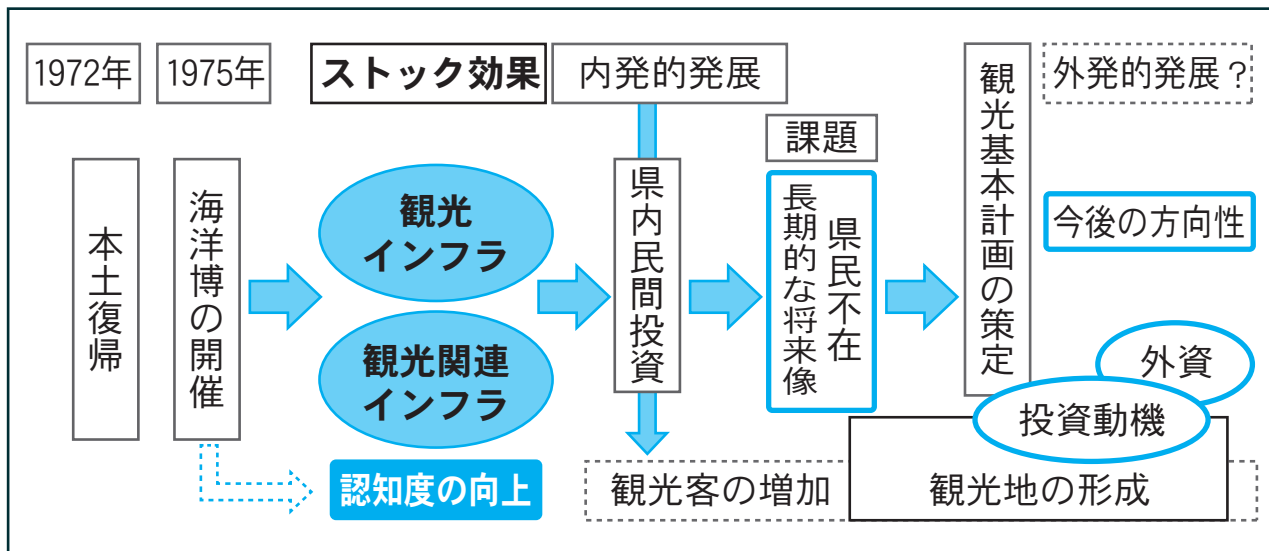 1972年
1975年
ストック効果
内発的発展
外発的発展？
本土復帰
海洋博の開催
観光
インフラ
観光関連
インフラ
認知度の向上
県内民間投資
課題
県民不在
長期的な将来像
観光基本計画の策定
今後の方向性
外資
投資動機
観光客の増加
観光地の形成